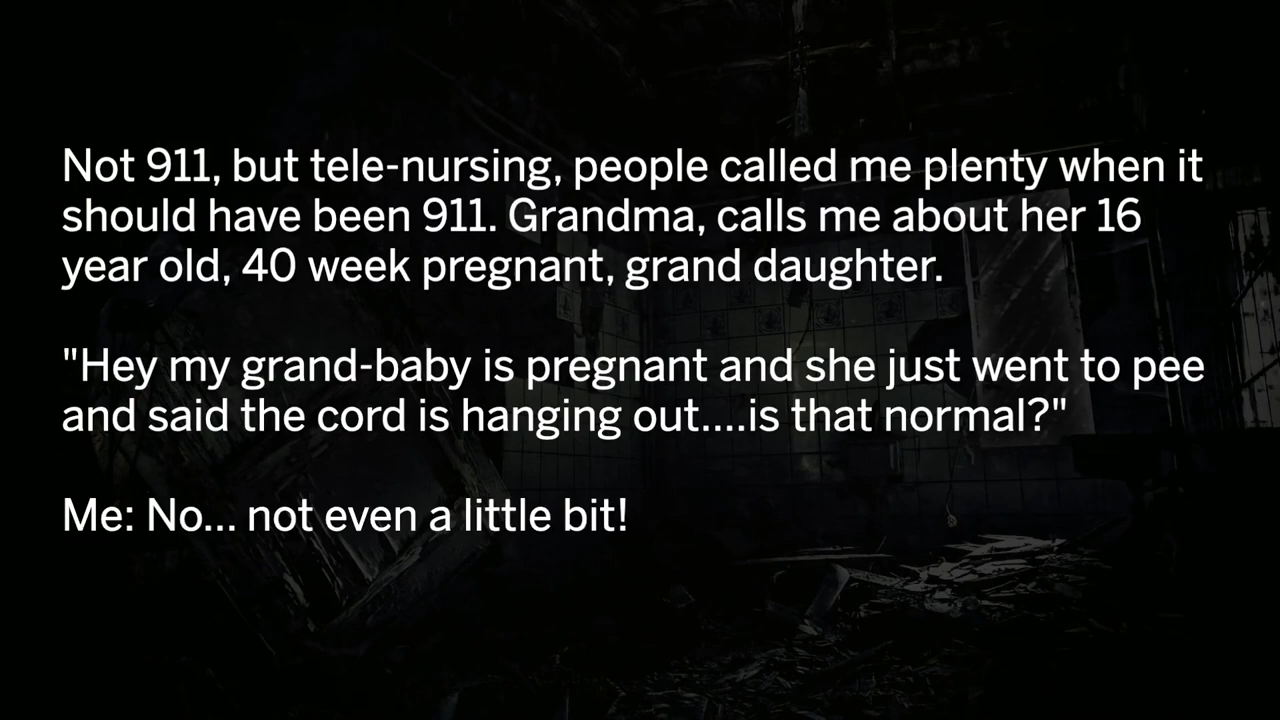 Not 911, but tele-nursing, people called me plenty when it
should have been 911. Grandma, calls me about her 16
year old, 40 week pregnant, grand daughter.
"Hey my grand-baby is pregnant and she just went to pee
and said the cord is hanging out....is that normal?"
Me: No... not even a little bit!